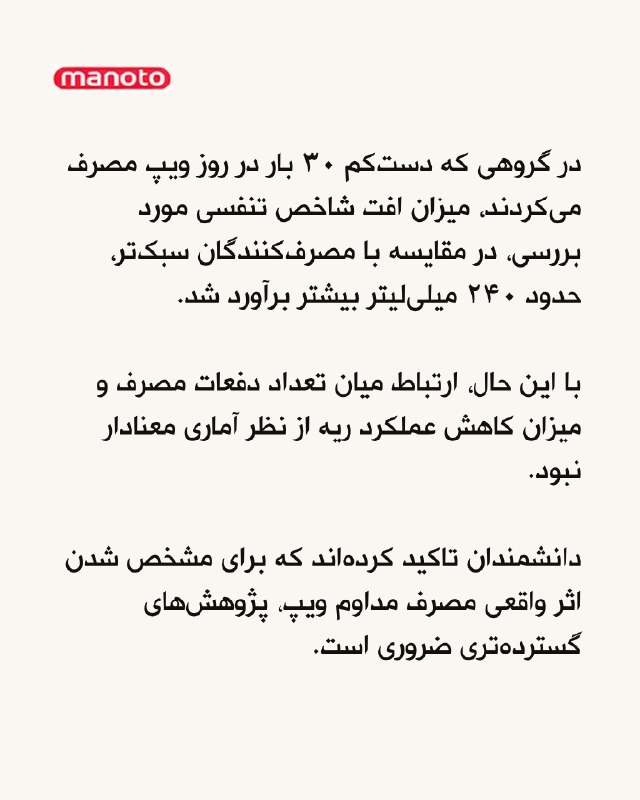 manoto
در گروهی که دست‌کم ۳۰ بار در روز ویپ مصرف
می‌کردند، میزان افت شاخص تنفسی مورد
بررسی، در مقایسه با مصرف‌کنندگان سبک‌تر،
حدود ۲۴۰ میلی‌لیتر بیشتر برآورد شد.
با این حال، ارتباط میان تعداد دفعات مصرف و
میزان کاهش عملکرد ریه از نظر آماری معنادار
نبود.
دانشمندان تاکید کرده‌اند که برای مشخص شدن
اثر واقعی مصرف مداوم ویپ، پژوهش‌های
گسترده‌تری ضروری است.